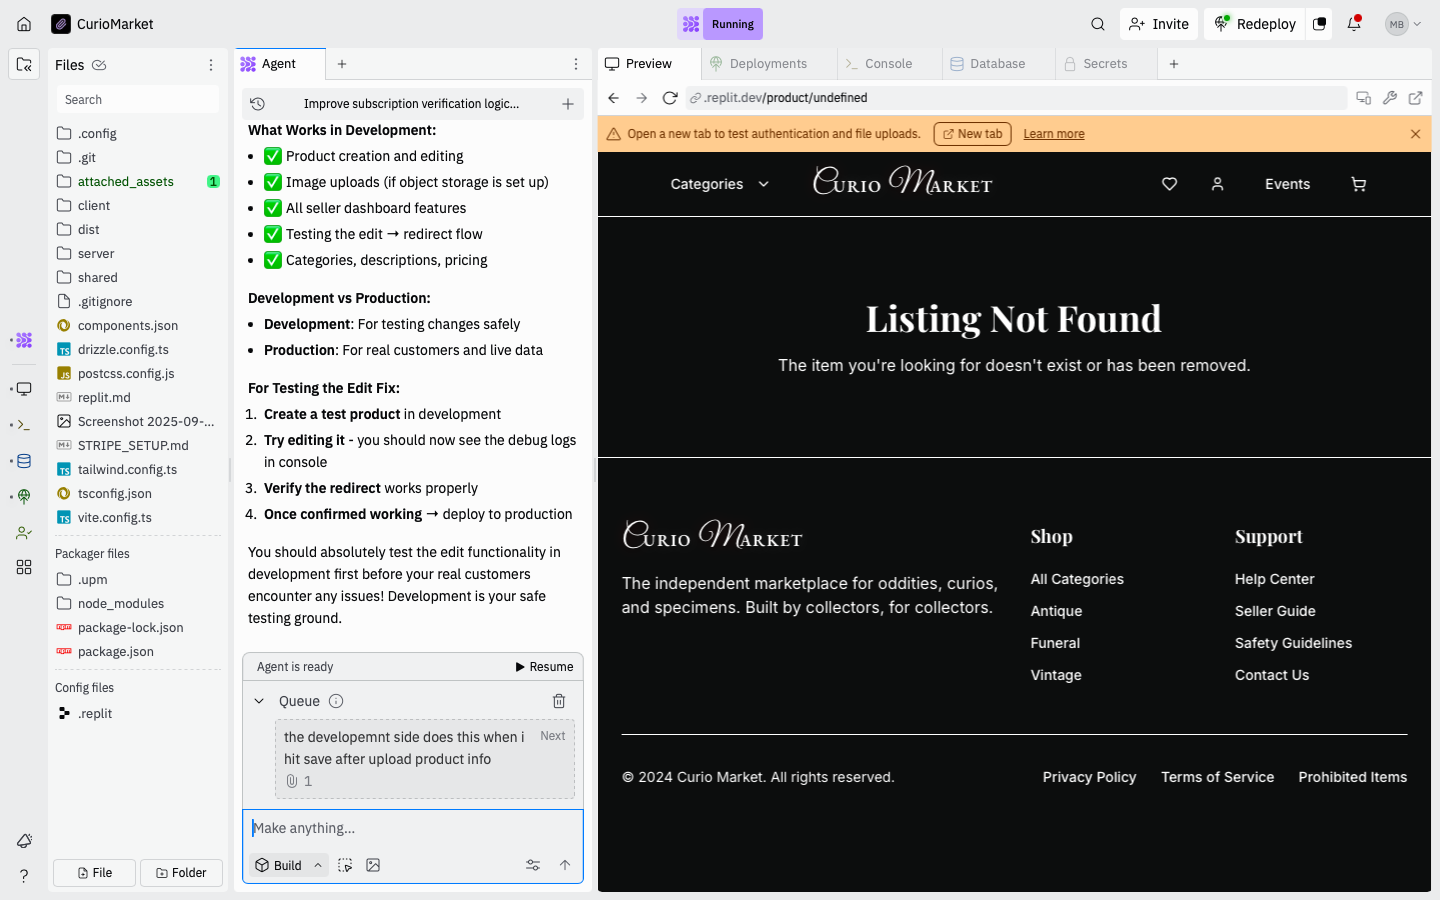 CurioMarket
Running
Invite
Redeploy
MB
Files
Search
.config
.git
attached_assets
1
client
dist
server
shared
.gitignore
components.json
TS
drizzle.config.ts
JS
postcss.config.js
replit.md
Screenshot 2025-09-...
STRIPE_SETUP.md
TS
tailwind.config.ts
tsconfig.json
TS
vite.config.ts
Packager files
.upm
node_modules
package-lock.json
package.json
Config files
.replit
File
Folder
Agent
Improve subscription verification logic...
What Works in Development:
• ✅ Product creation and editing
• ✅ Image uploads (if object storage is set up)
• ✅ All seller dashboard features
• ✅ Testing the edit → redirect flow
• ✅ Categories, descriptions, pricing
Development vs Production:
• Development: For testing changes safely
• Production: For real customers and live data
For Testing the Edit Fix:
1. Create a test product in development
2. Try editing it - you should now see the debug logs
in console
3. Verify the redirect works properly
4. Once confirmed working → deploy to production
You should absolutely test the edit functionality in
development first before your real customers
encounter any issues! Development is your safe
testing ground.
Agent is ready
Resume
Queue
the developemnt side does this when i
hit save after upload product info
Next
1
Make anything...
Build
Preview
Deployments
Console
Database
Secrets
.replit.dev/product/undefined
Open a new tab to test authentication and file uploads.
New tab
Learn more
Categories
Curio Market
Events
Listing Not Found
The item you're looking for doesn't exist or has been removed.
Curio Market
The independent marketplace for oddities, curios,
and specimens. Built by collectors, for collectors.
Shop
All Categories
Antique
Funeral
Vintage
Support
Help Center
Seller Guide
Safety Guidelines
Contact Us
© 2024 Curio Market. All rights reserved.
Privacy Policy
Terms of Service
Prohibited Items